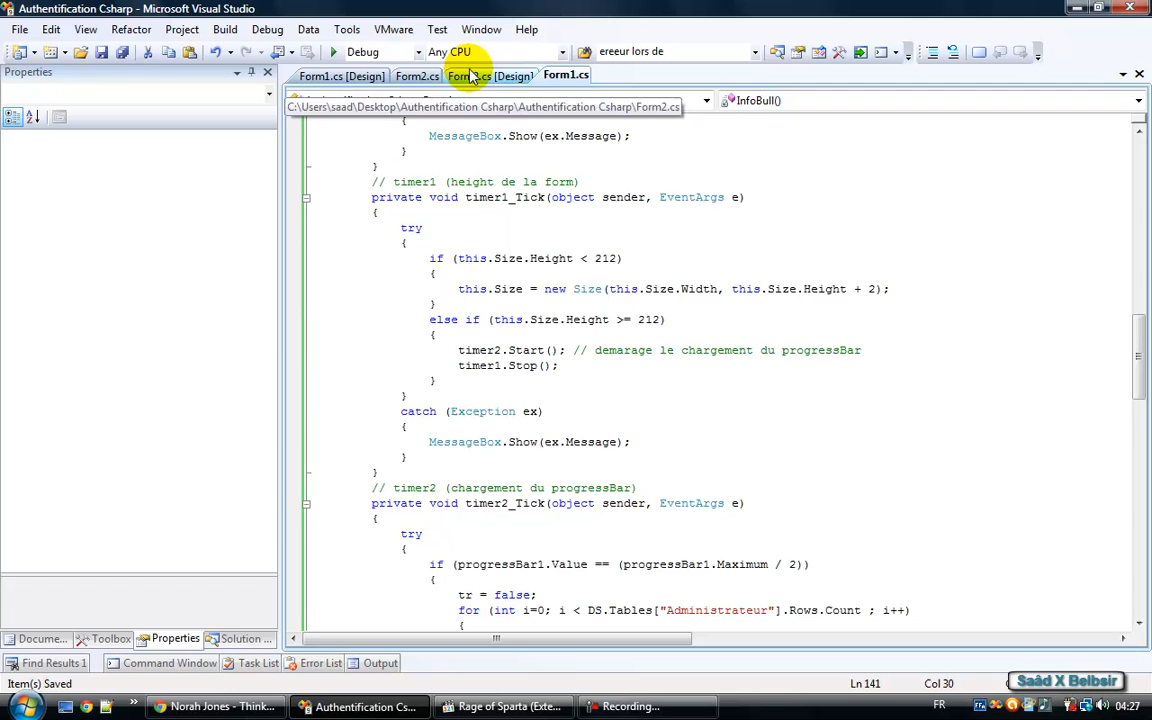 Authentification Csharp - Microsoft Visual Studio
File Edit View Refactor Project Build Debug Data Tools VMware Test Window Help
Debug Any CPU ereeur lors de
Properties
Form1.cs [Design] Form2.cs [Design] Form1.cs
C:\Users\saad\Desktop\Authentification Csharp\Authentification Csharp\Form2.cs
InfoBull()
{
MessageBox.Show(ex.Message);
}
}
// timer1 (height de la form)
private void timer1_Tick(object sender, EventArgs e)
{
try
{
if (this.Size.Height < 212)
{
this.Size = new Size(this.Size.Width, this.Size.Height + 2);
}
else if (this.Size.Height >= 212)
{
timer2.Start(); // demarage le chargement du progressBar
timer1.Stop();
}
}
catch (Exception ex)
{
MessageBox.Show(ex.Message);
}
}
// timer2 (chargement du progressBar)
private void timer2_Tick(object sender, EventArgs e)
{
try
{
if (progressBar1.Value == (progressBar1.Maximum / 2))
{
tr = false;
for (int i=0; i < DS.Tables["Administrateur"].Rows.Count ; i++)
{
Docume... Toolbox Properties Solution ...
Find Results 1 Command Window Task List Error List Output
Item(s) Saved Ln 141 Col 30
Saâd X Belbsir
Norah Jones - Think... Authentification Cs... Rage of Sparta (Exte... Recording... FR 04:27